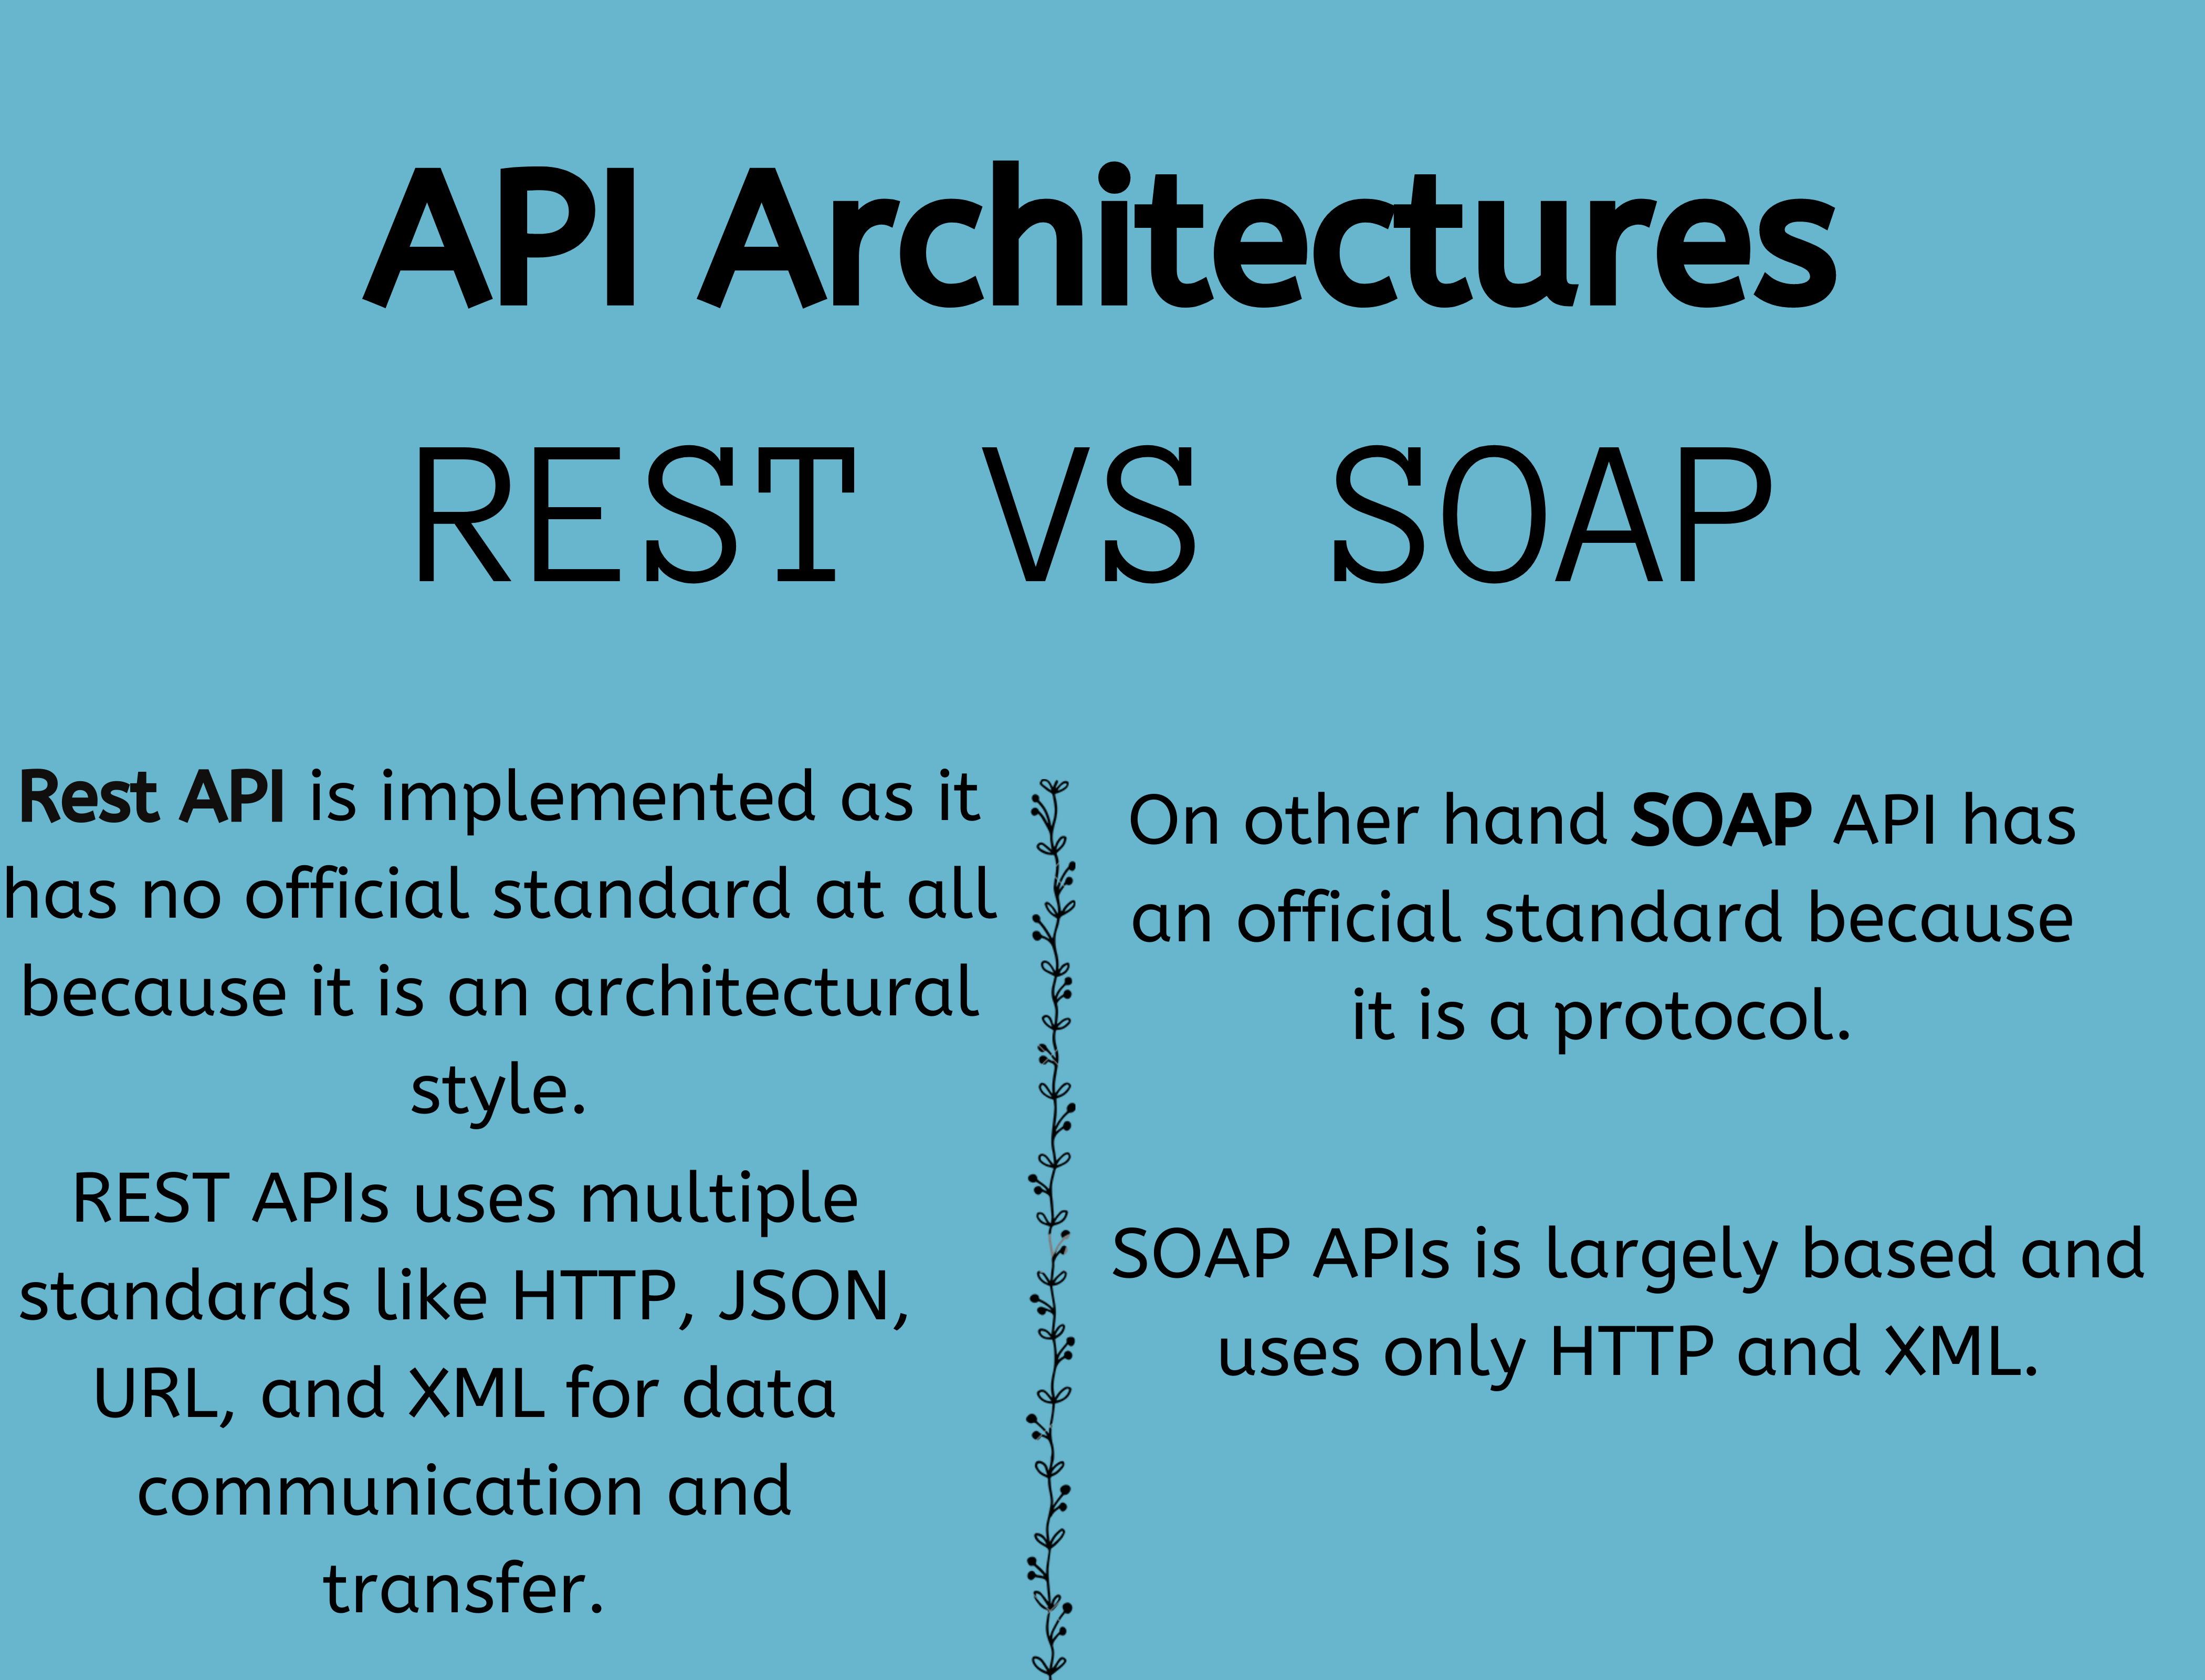 API Architectures
REST VS SOAP
Rest API is implemented as it
has no official standard at all
because it is an architectural
style.
REST APIs uses multiple
standards like HTTP, JSON,
URL, and XML for data
communication and
transfer.
On other hand SOAP API has
an official standard because
it is a protocol.
SOAP APIs is largely based and
uses only HTTP and XML.